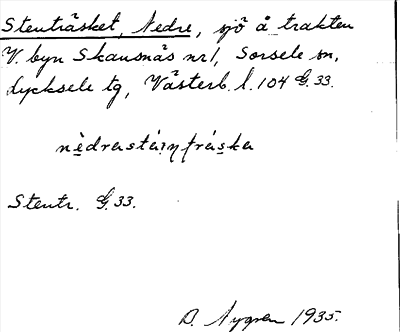 Stenträsket, Nedre, sjö å trakten
V. byn Skansnäs nr 1, Sorsele sn,
Lycksele tg, Västerb. l. 104 G. 33.
nèdrastáinträska
Stentr. G. 33.
D. Nygren 1935.